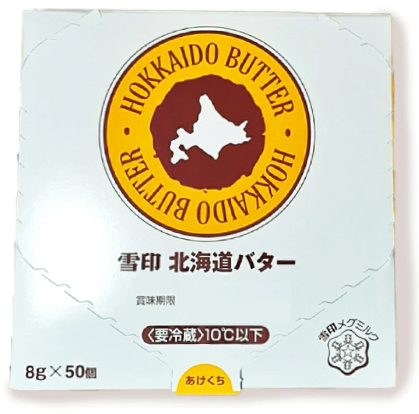 HOKKAIDO BUTTER
HOKKAIDO BUTTER
雪印 北海道バター
賞味期限
〈要冷蔵〉10℃以下
雪印メグミルク
8g×50個
あけくち